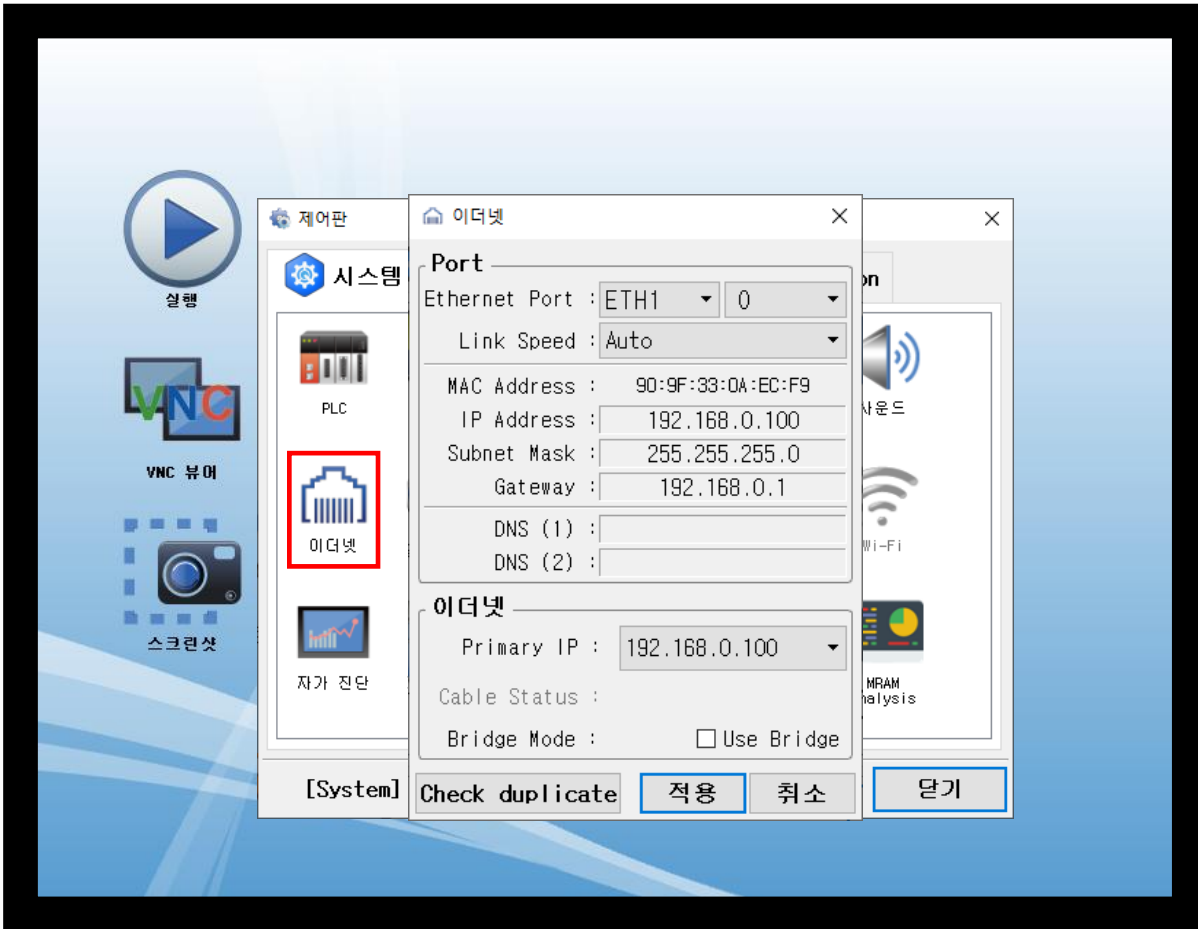 실행
VNC
VNC 뷰어
스크린샷
제어판
시스템
PLC
이더넷
자가 진단
[System]
이더넷
Port
Ethernet Port : ETH1 0
Link Speed : Auto
MAC Address : 90:9F:33:0A:EC:F9
IP Address : 192.168.0.100
Subnet Mask : 255.255.255.0
Gateway : 192.168.0.1
DNS (1) :
DNS (2) :
이더넷
Primary IP : 192.168.0.100
Cable Status :
Bridge Mode : Use Bridge
Check duplicate 적용 취소
on
사운드
Wi-Fi
MRAM
nalysis
닫기